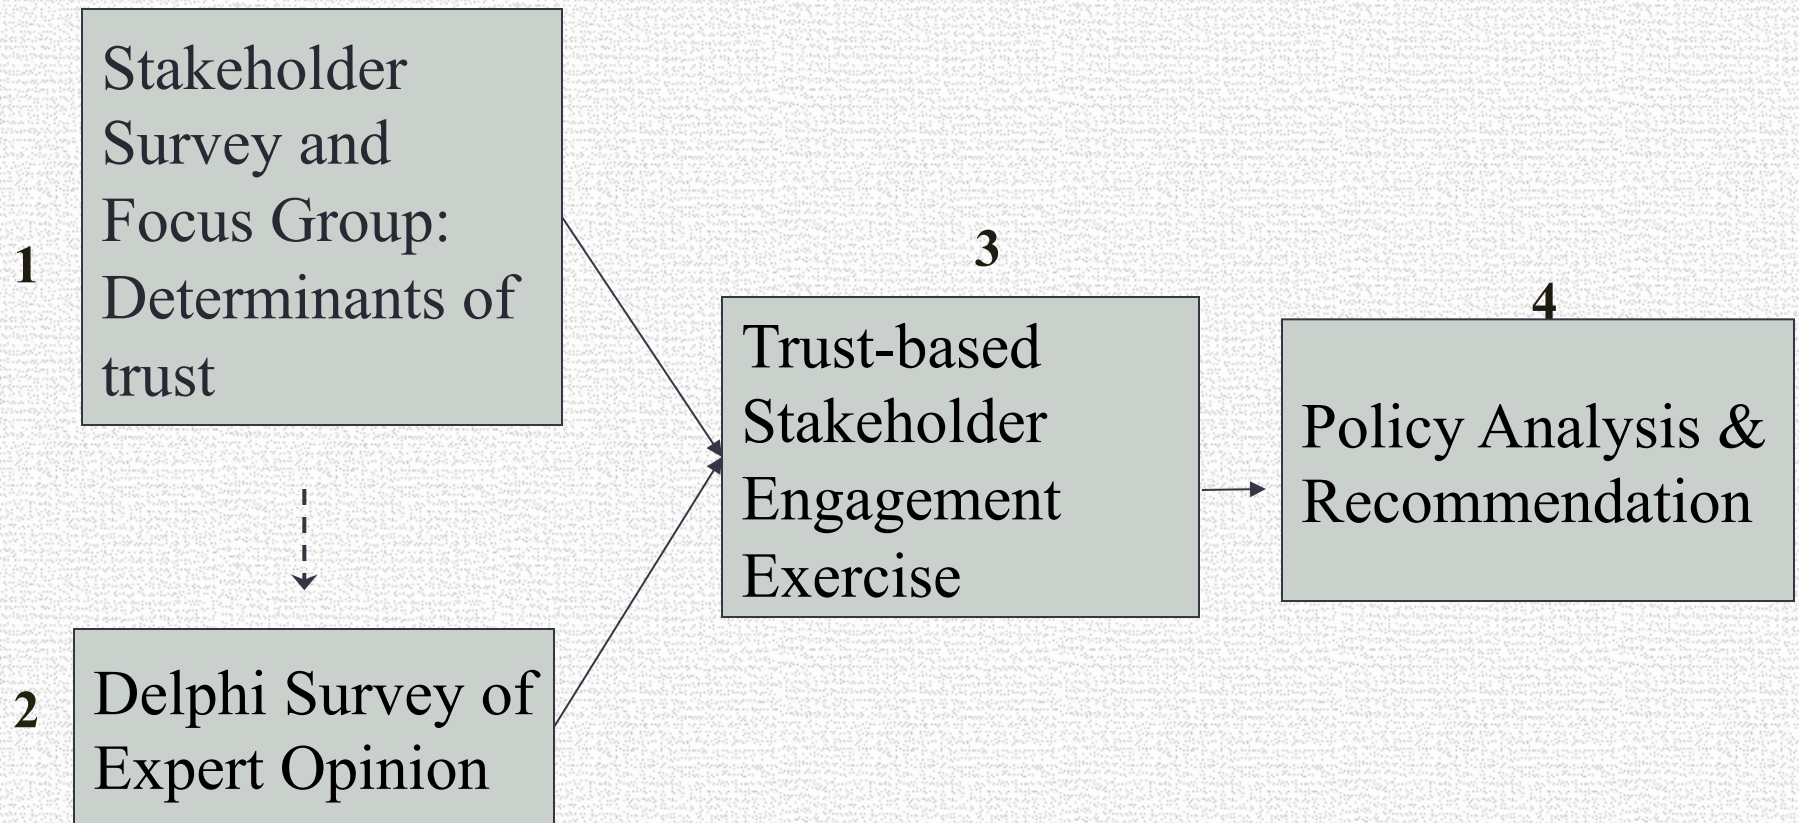 1
Stakeholder
Survey and
Focus Group:
Determinants of
trust
2
Delphi Survey of
Expert Opinion
3
Trust-based
Stakeholder
Engagement
Exercise
4
Policy Analysis &
Recommendation